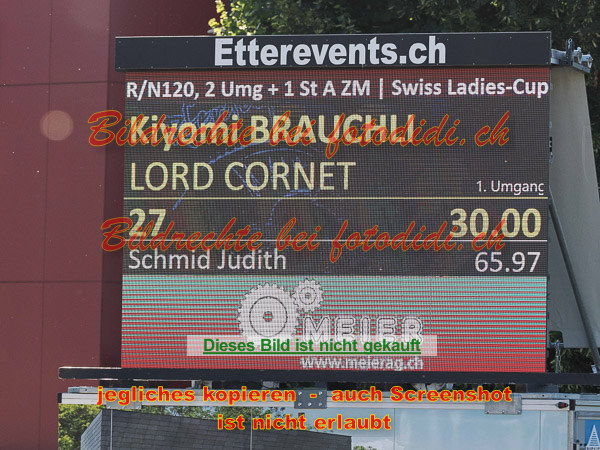 Etterevents.ch
R/N120, 2 Umg + 1 St A ZM | Swiss Ladies-Cup
Kiyomi BRAUCHLI
Bildrechte bei fotodidi.ch
LORD CORNET
1. Umgang
27 30.00
Bildrechte bei fotodidi.ch
Schmid Judith 65.97
MEIER
Dieses Bild ist nicht gekauft
www.meierag.ch
jegliches kopieren - auch Screenshot
ist nicht erlaubt